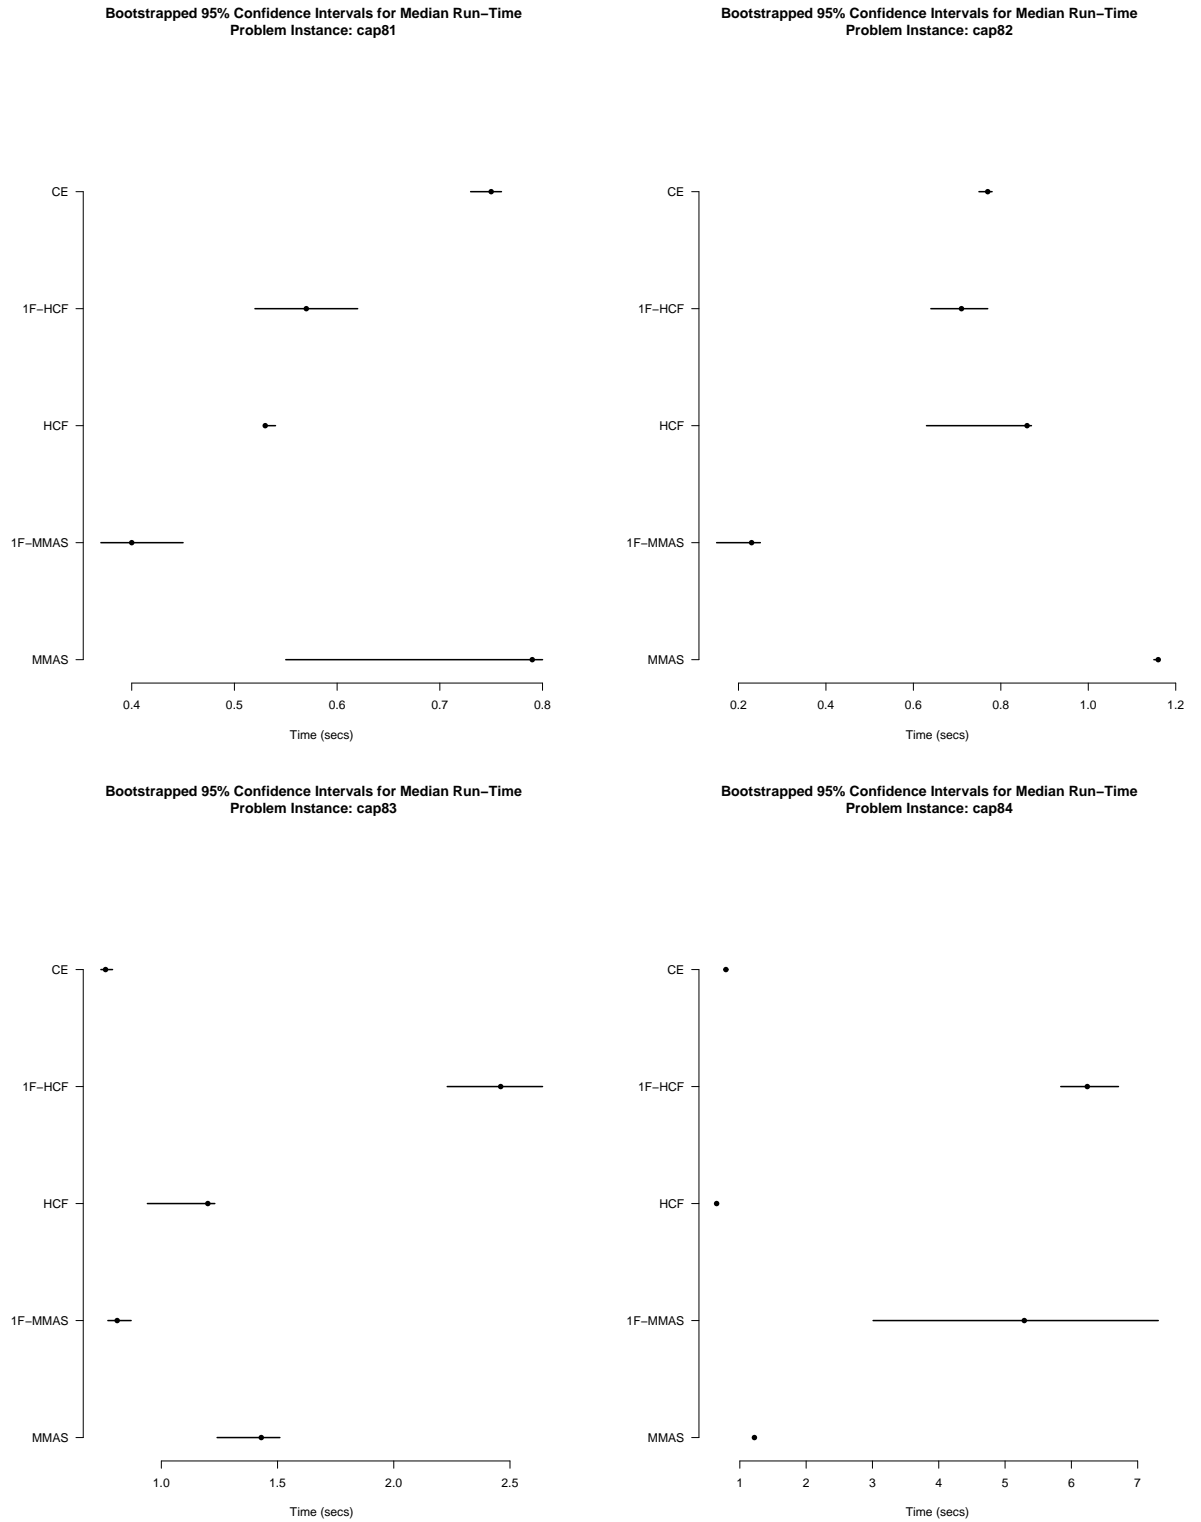 Bootstrapped 95% Confidence Intervals for Median Run−Time
Problem Instance: cap81
CE
1F−HCF
HCF
1F−MMAS
MMAS
0.4 0.5 0.6 0.7 0.8
Time (secs)
Bootstrapped 95% Confidence Intervals for Median Run−Time
Problem Instance: cap82
CE
1F−HCF
HCF
1F−MMAS
MMAS
0.2 0.4 0.6 0.8 1.0 1.2
Time (secs)
Bootstrapped 95% Confidence Intervals for Median Run−Time
Problem Instance: cap83
CE
1F−HCF
HCF
1F−MMAS
MMAS
1.0 1.5 2.0 2.5
Time (secs)
Bootstrapped 95% Confidence Intervals for Median Run−Time
Problem Instance: cap84
CE
1F−HCF
HCF
1F−MMAS
MMAS
1 2 3 4 5 6 7
Time (secs)